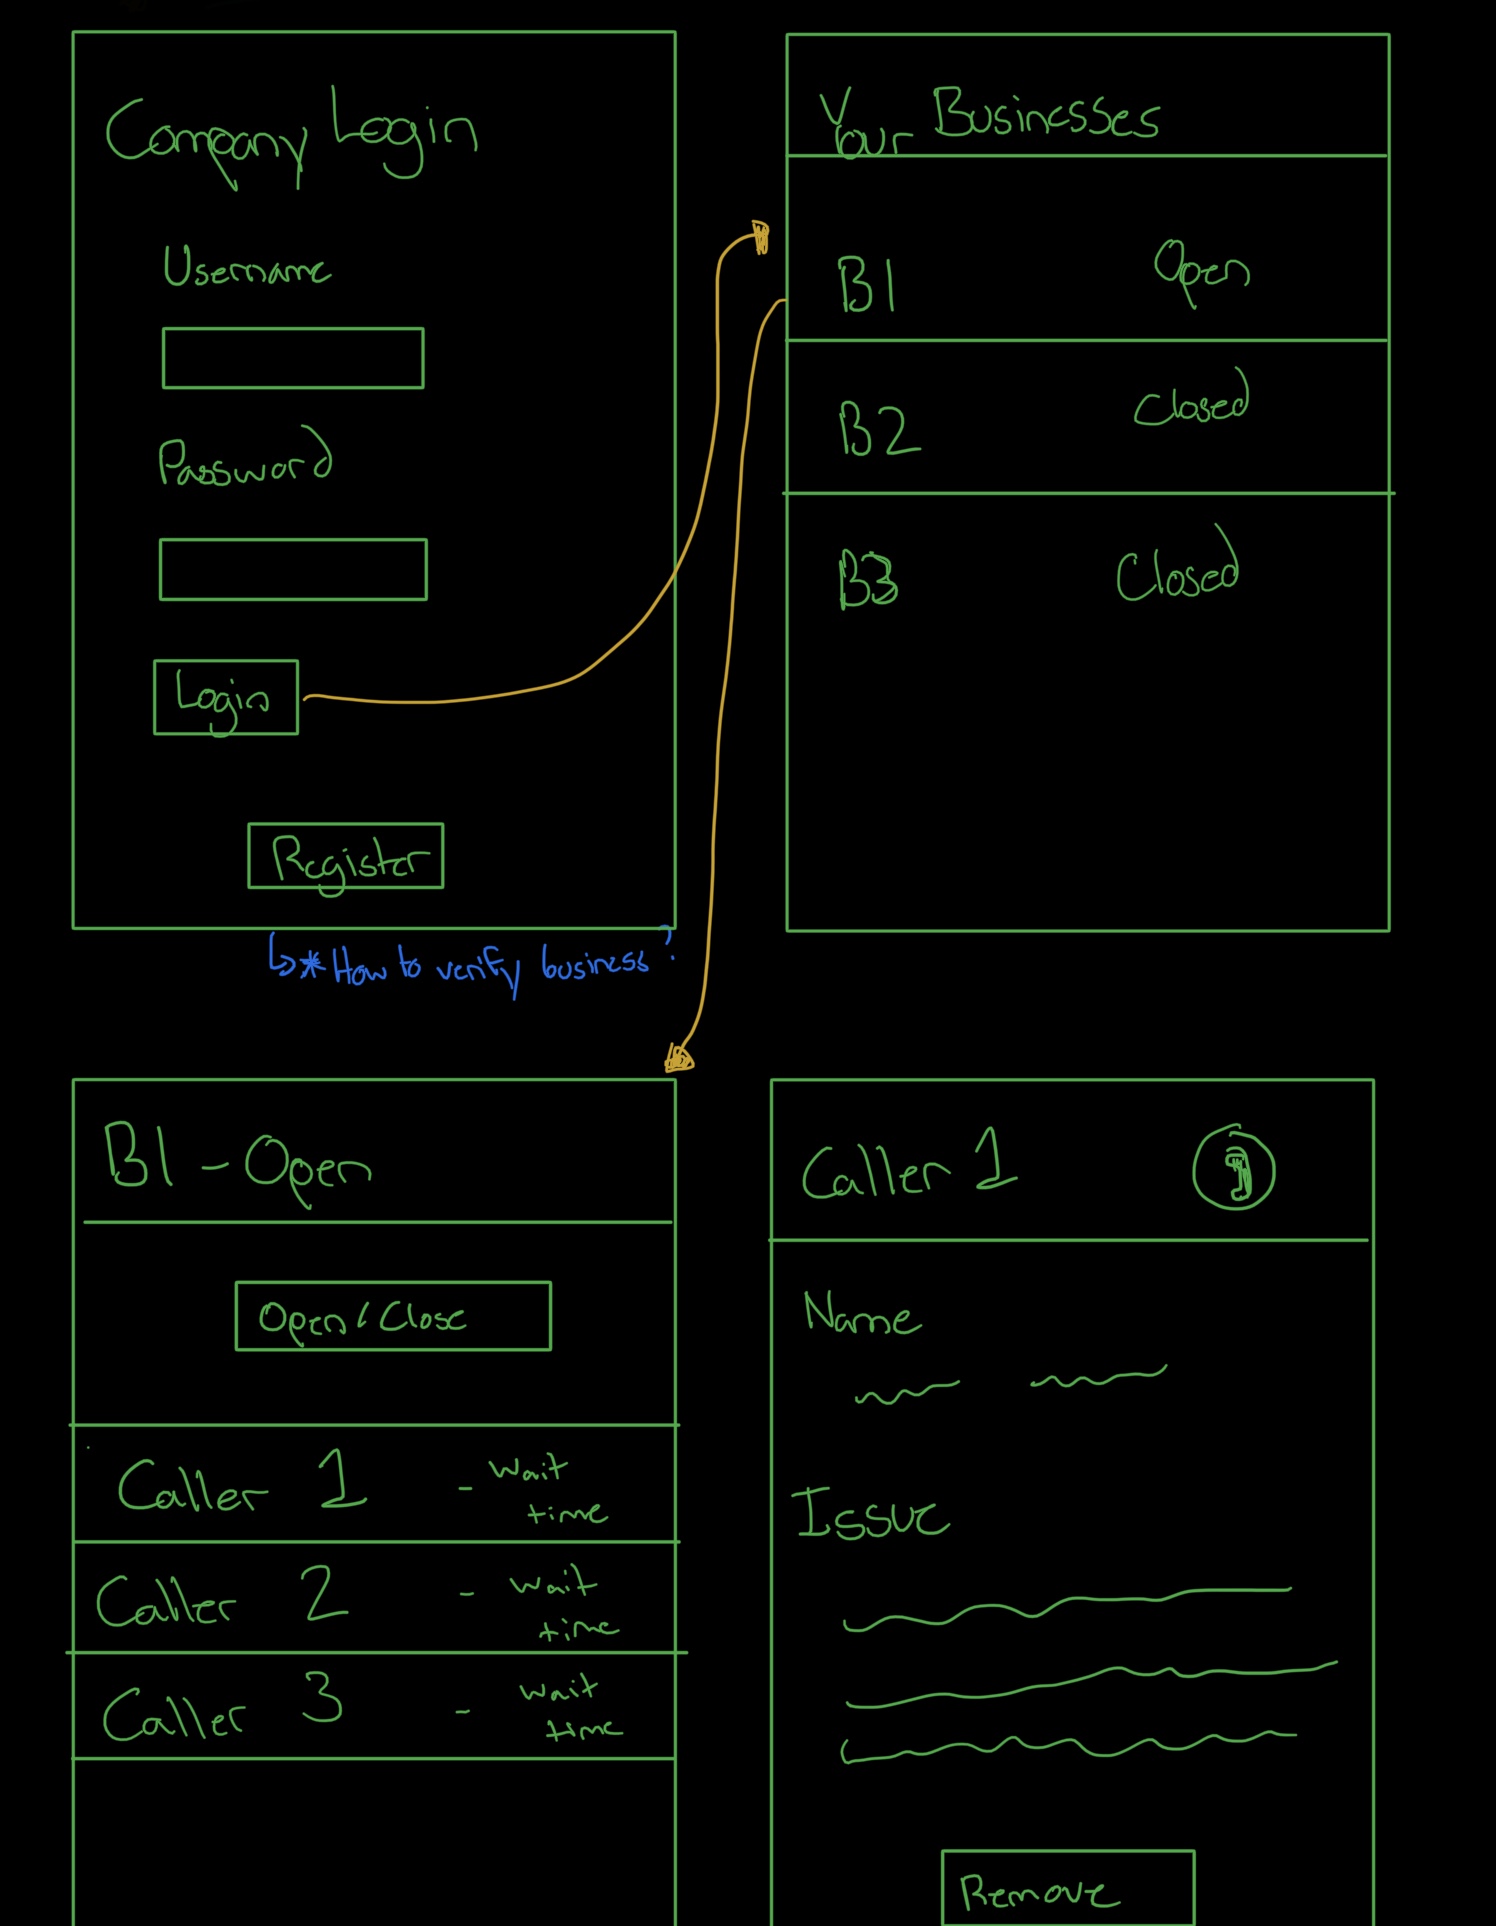 Company Login
Username
Password
Login
Register
* How to verify business?
Your Businesses
B1 Open
B2 Closed
B3 Closed
B1 - Open
Open / Close
Caller 1 - wait
time
Caller 2 - wait
time
Caller 3 - wait
time
Caller 1
Name
Issue
Remove